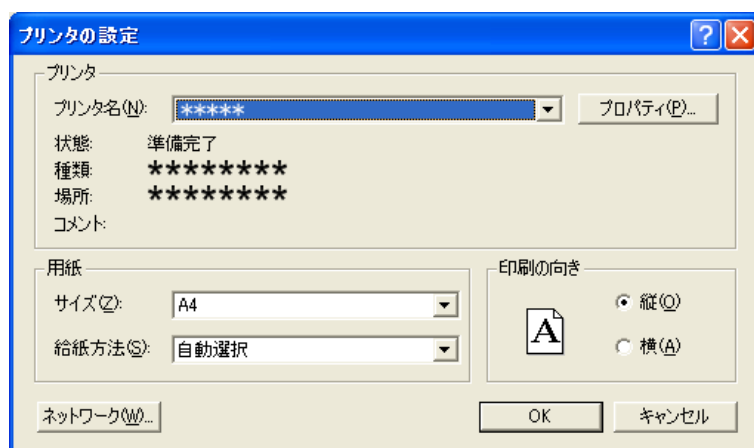 プリンタの設定
プリンタ
プリンタ名(N): ***** プロパティ(P)...
状態: 準備完了
種類: ********
場所: ********
コメント:
用紙
サイズ(Z): A4
給紙方法(S): 自動選択
印刷の向き
A
縦(O)
横(A)
ネットワーク(W)... OK キャンセル